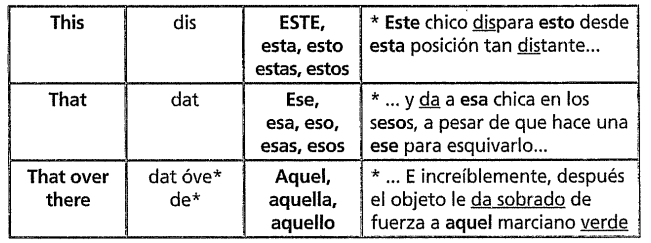 This
dis
ESTE,
esta, esto
estas, estos
* Este chico dispara esto desde
esta posición tan distante...
That
dat
Ese,
esa, eso,
esas, esos
* ... y da a esa chica en los
sesos, a pesar de que hace una
ese para esquivarlo...
That over
there
dat óve*
de*
Aquel,
aquella,
aquello
* ... E increíblemente, después
el objeto le da sobrado de
fuerza a aquel marciano verde